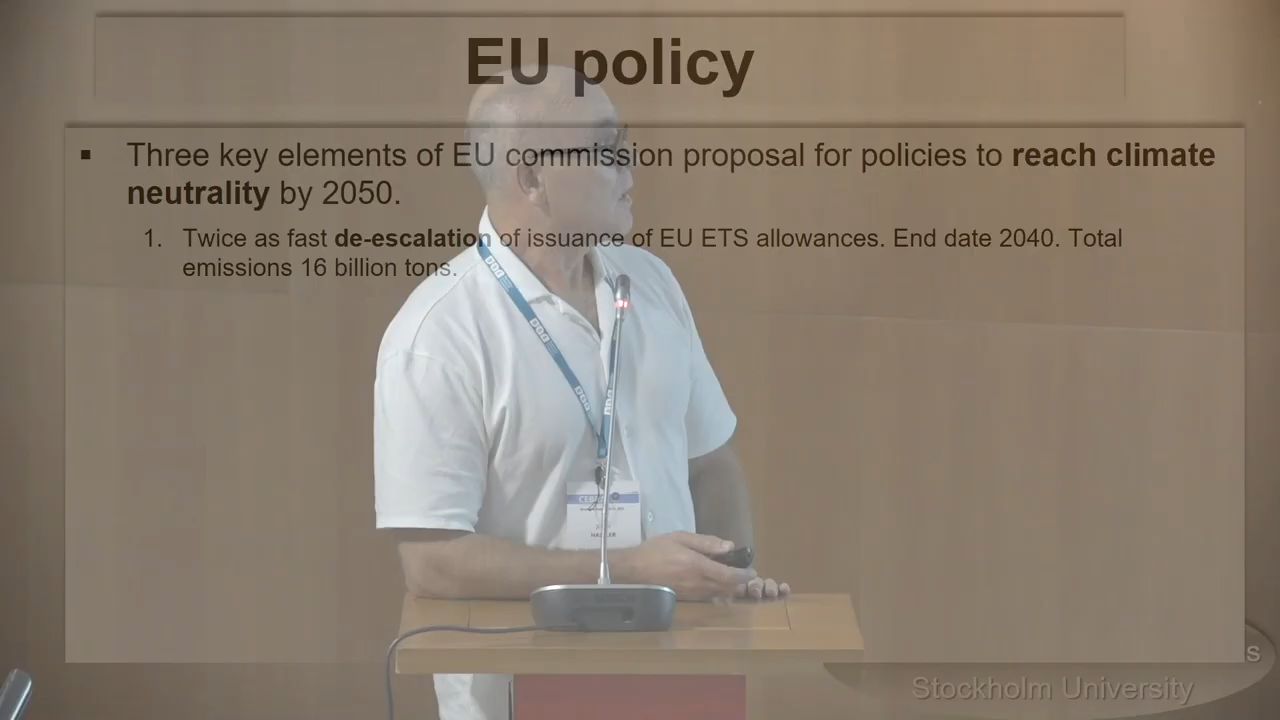 EU policy
▪ Three key elements of EU commission proposal for policies to reach climate
neutrality by 2050.
1. Twice as fast de-escalation of issuance of EU ETS allowances. End date 2040. Total
emissions 16 billion tons.
s
Stockholm University